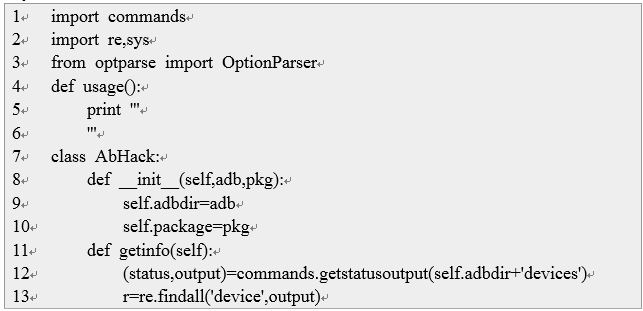 1 import commands
2 import re,sys
3 from optparse import OptionParser
4 def usage():
5 print '''
6 '''
7 class AbHack:
8 def __init__(self,adb,pkg):
9 self.adbdir=adb
10 self.package=pkg
11 def getinfo(self):
12 (status,output)=commands.getstatusoutput(self.adbdir+'devices')
13 r=re.findall('device',output)